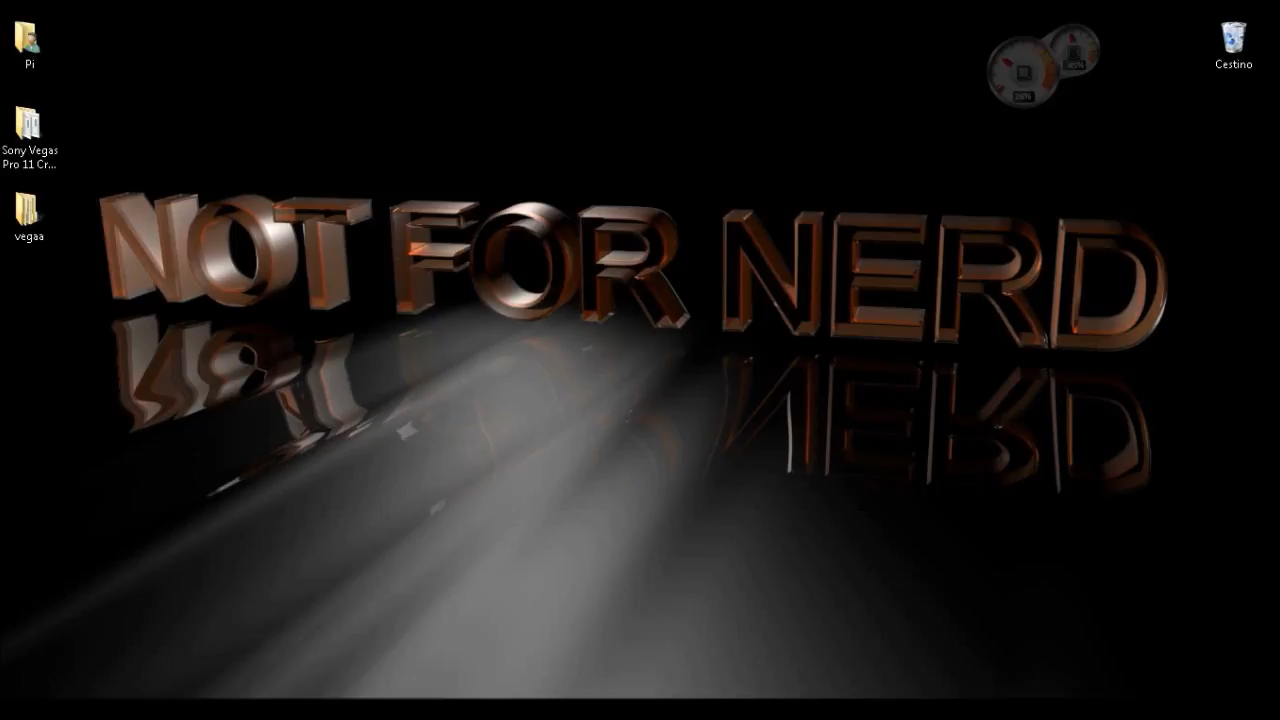 Pi
Sony Vegas
Pro 11 Cr...
vegaa
Cestino
NOT FOR NERD